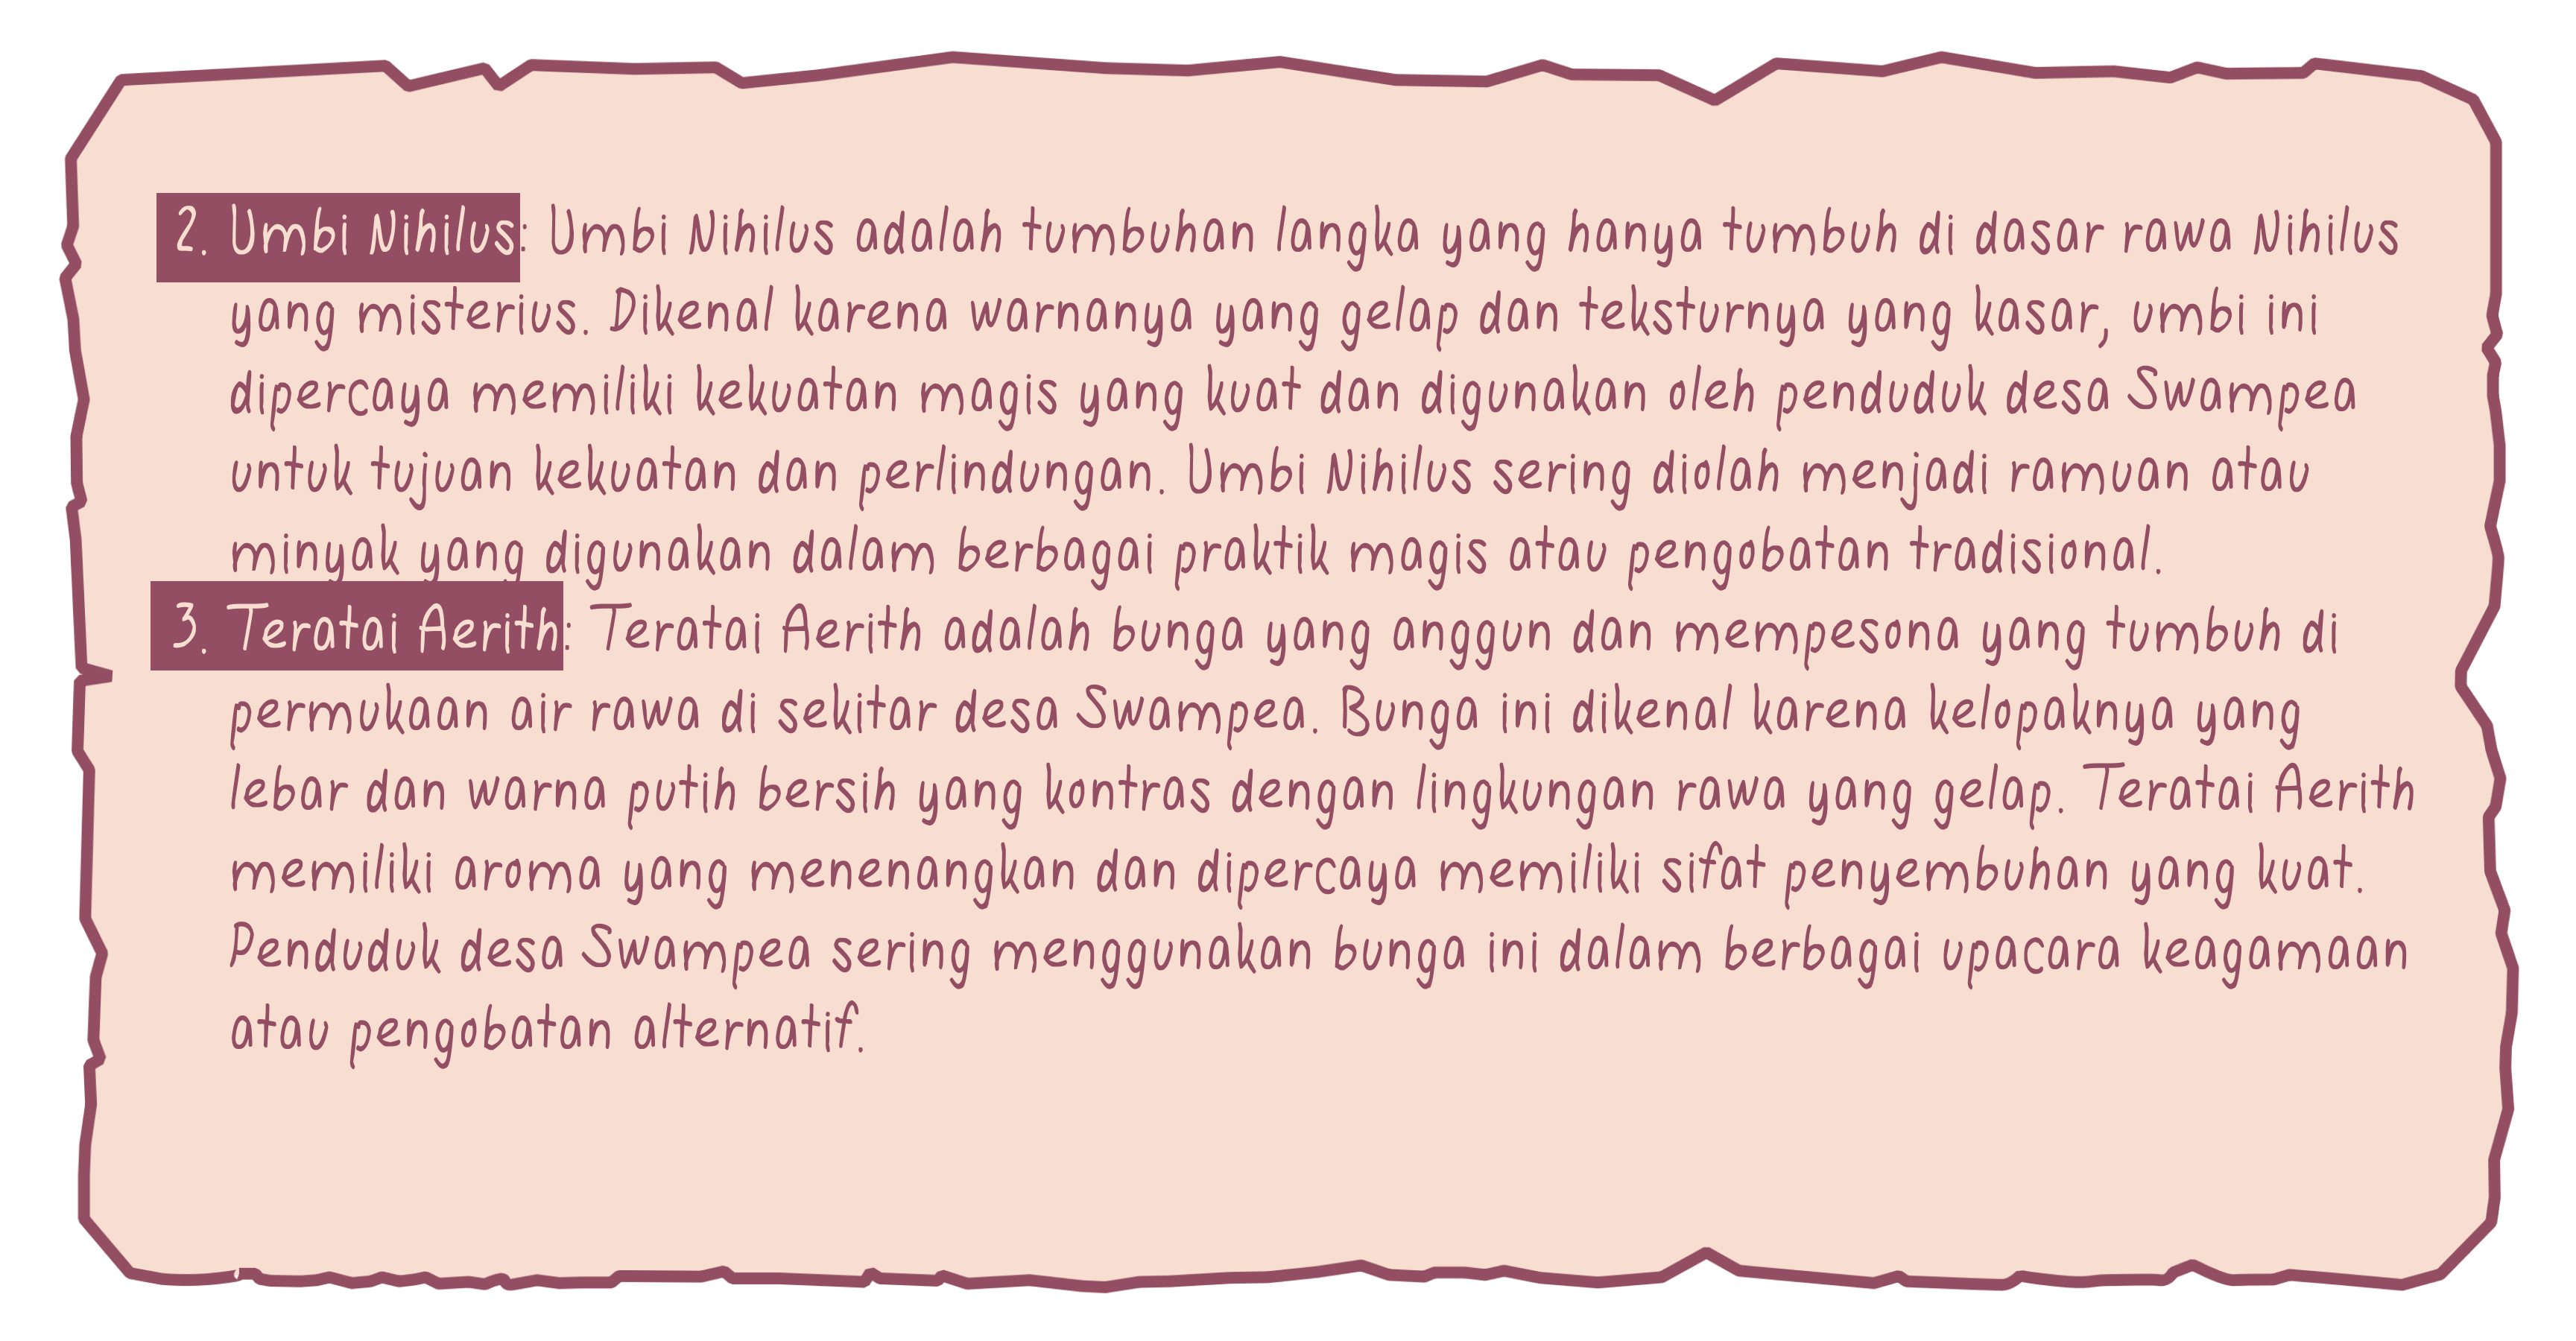 2. Umbi Nihilus: Umbi Nihilus adalah tumbuhan langka yang hanya tumbuh di dasar rawa Nihilus
yang misterius. Dikenal karena warnanya yang gelap dan teksturnya yang kasar, umbi ini
dipercaya memiliki kekuatan magis yang kuat dan digunakan oleh penduduk desa Swampea
untuk tujuan kekuatan dan perlindungan. Umbi Nihilus sering diolah menjadi ramuan atau
minyak yang digunakan dalam berbagai praktik magis atau pengobatan tradisional.
3. Teratai Aerith: Teratai Aerith adalah bunga yang anggun dan mempesona yang tumbuh di
permukaan air rawa di sekitar desa Swampea. Bunga ini dikenal karena kelopaknya yang
lebar dan warna putih bersih yang kontras dengan lingkungan rawa yang gelap. Teratai Aerith
memiliki aroma yang menenangkan dan dipercaya memiliki sifat penyembuhan yang kuat.
Penduduk desa Swampea sering menggunakan bunga ini dalam berbagai upacara keagamaan
atau pengobatan alternatif.